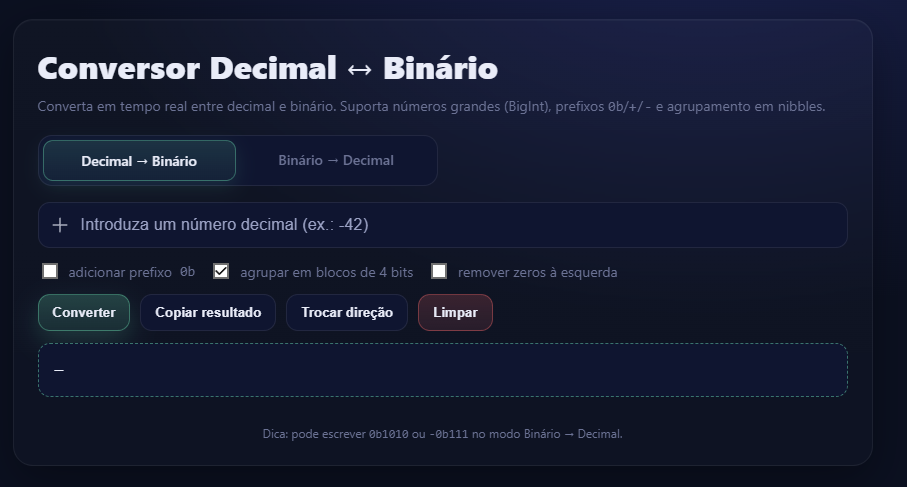 Conversor Decimal ↔ Binário
Converta em tempo real entre decimal e binário. Suporta números grandes (BigInt), prefixos 0b/+/- e agrupamento em nibbles.
Decimal → Binário Binário → Decimal
Introduza um número decimal (ex.: -42)
adicionar prefixo 0b agrupar em blocos de 4 bits remover zeros à esquerda
Converter Copiar resultado Trocar direção Limpar
—
Dica: pode escrever 0b1010 ou -0b111 no modo Binário → Decimal.